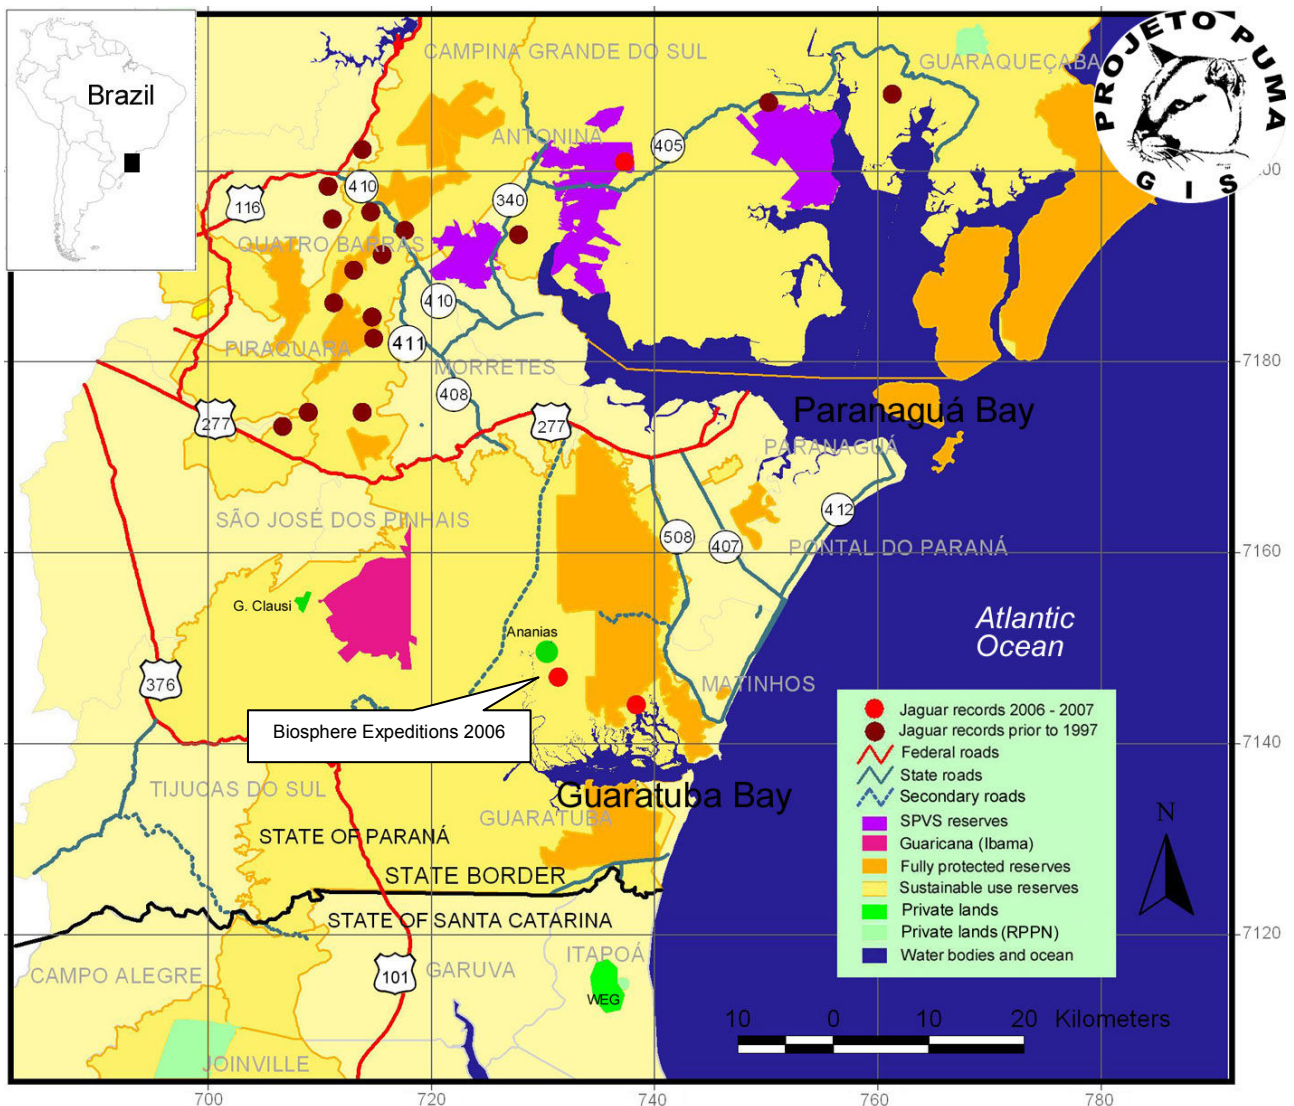 Brazil
PROJETO PUMA
GIS
CAMPINA GRANDE DO SUL
GUARAQUEÇABA
ANTONINA
405
410
116
340
QUATRO BARRAS
410
411
PIRAQUARA
MORRETES
408
277
277
Paranaguá Bay
PARANAGUÁ
412
SÃO JOSÉ DOS PINHAIS
508
407
PONTAL DO PARANÁ
G. Clausi
Ananias
Atlantic
Ocean
376
MATINHOS
Biosphere Expeditions 2006
TIJUCAS DO SUL
Guaratuba Bay
GUARATUBA
STATE OF PARANÁ
STATE BORDER
STATE OF SANTA CATARINA
CAMPO ALEGRE
101
GARUVA
ITAPOÁ
WEG
JOINVILLE
Jaguar records 2006 - 2007
Jaguar records prior to 1997
Federal roads
State roads
Secondary roads
SPVS reserves
Guaricana (Ibama)
Fully protected reserves
Sustainable use reserves
Private lands
Private lands (RPPN)
Water bodies and ocean
N
10 0 10 20 Kilometers
7180
7160
7140
7120
700 720 740 760 780